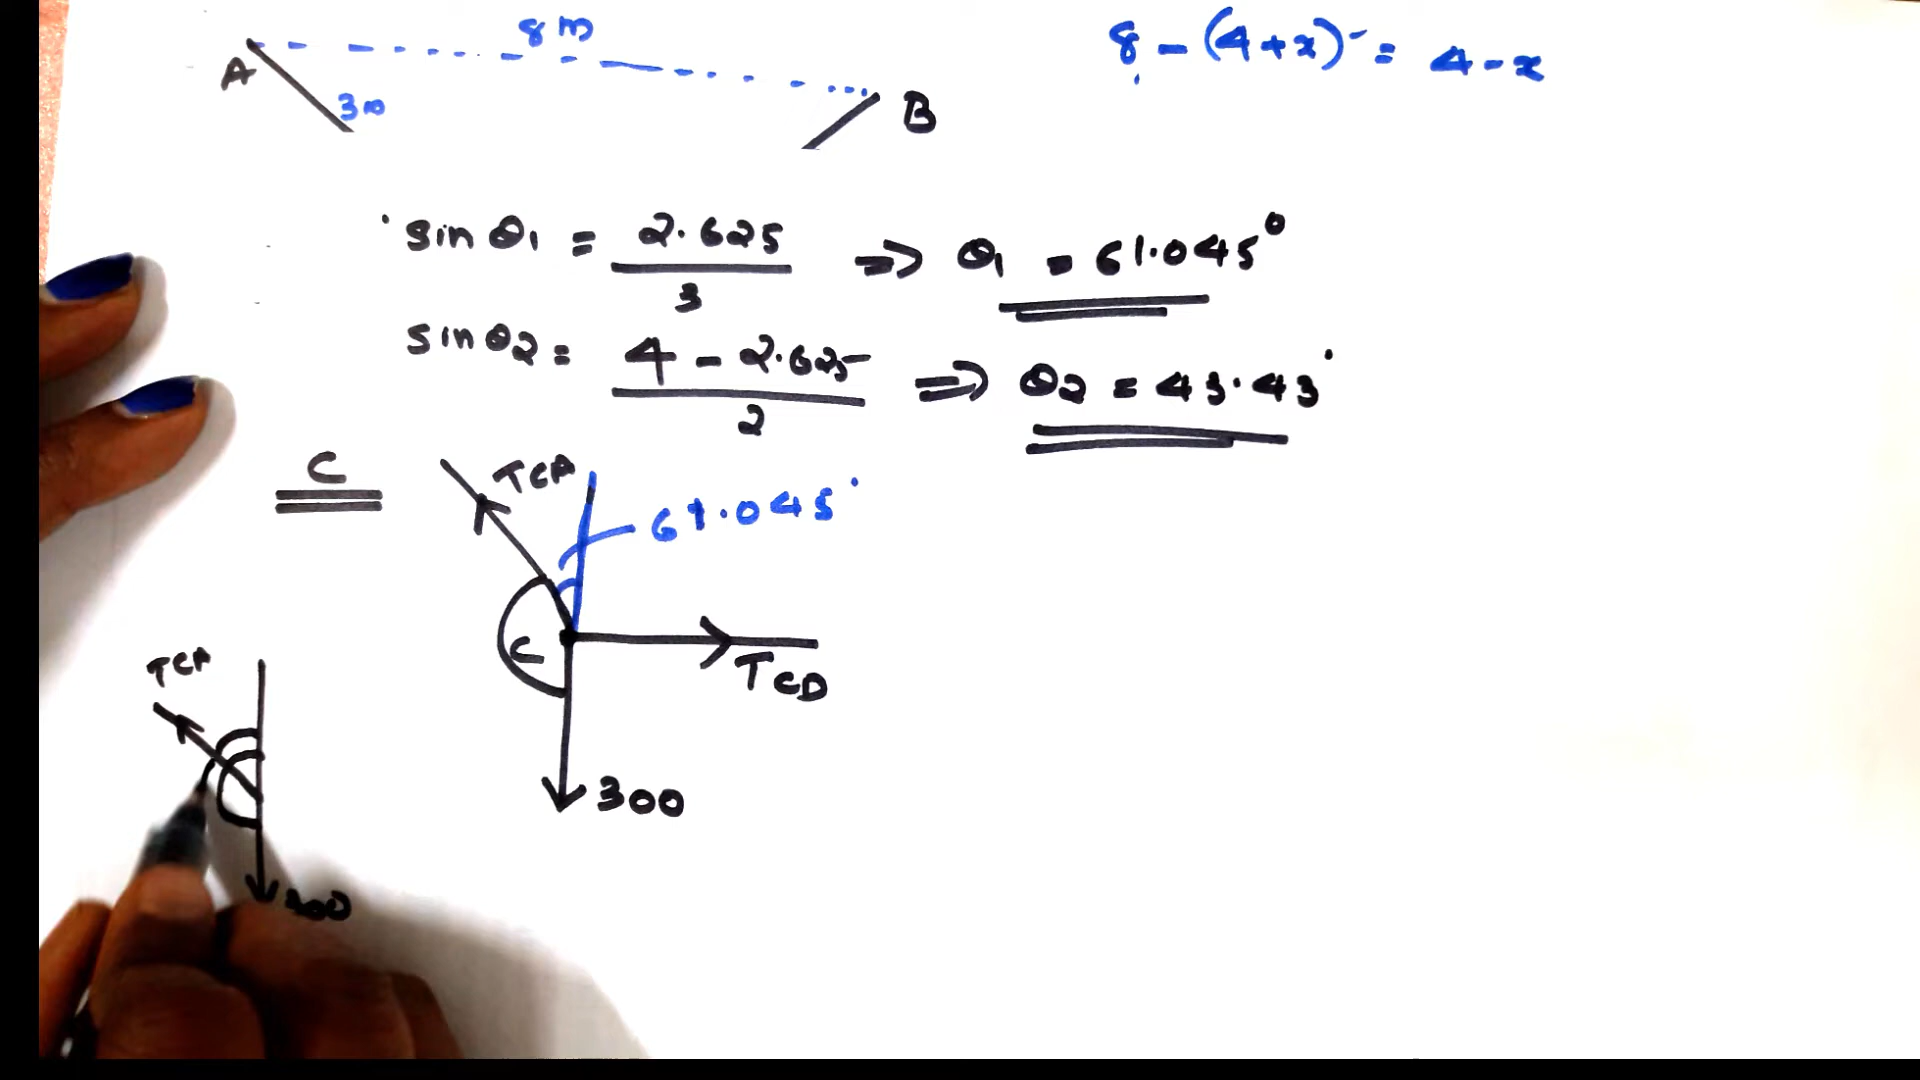 8m
8 - (4+x) = 4-x
A
3m
B
sin θ1 = 2.625 / 3 => θ1 = 61.045°
sin θ2 = 4 - 2.625 / 2 => θ2 = 43.43°
C
TCA
61.045°
C
TCD
TCA
300
300